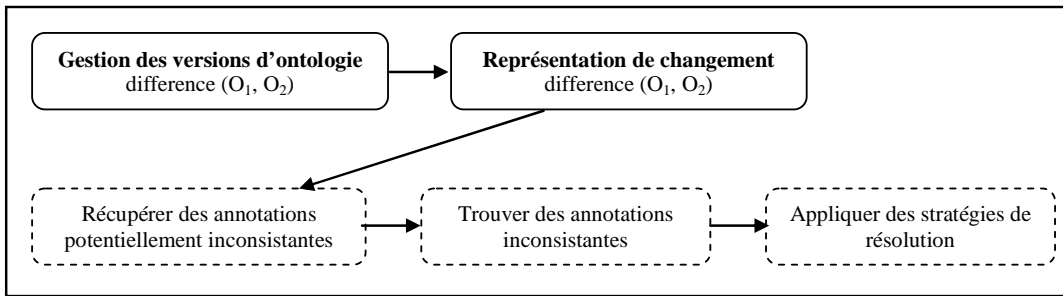 Gestion des versions d'ontologie
difference (O₁, O₂)
Représentation de changement
difference (O₁, O₂)
Récupérer des annotations
potentiellement inconsistantes
Trouver des annotations
inconsistantes
Appliquer des stratégies de
résolution